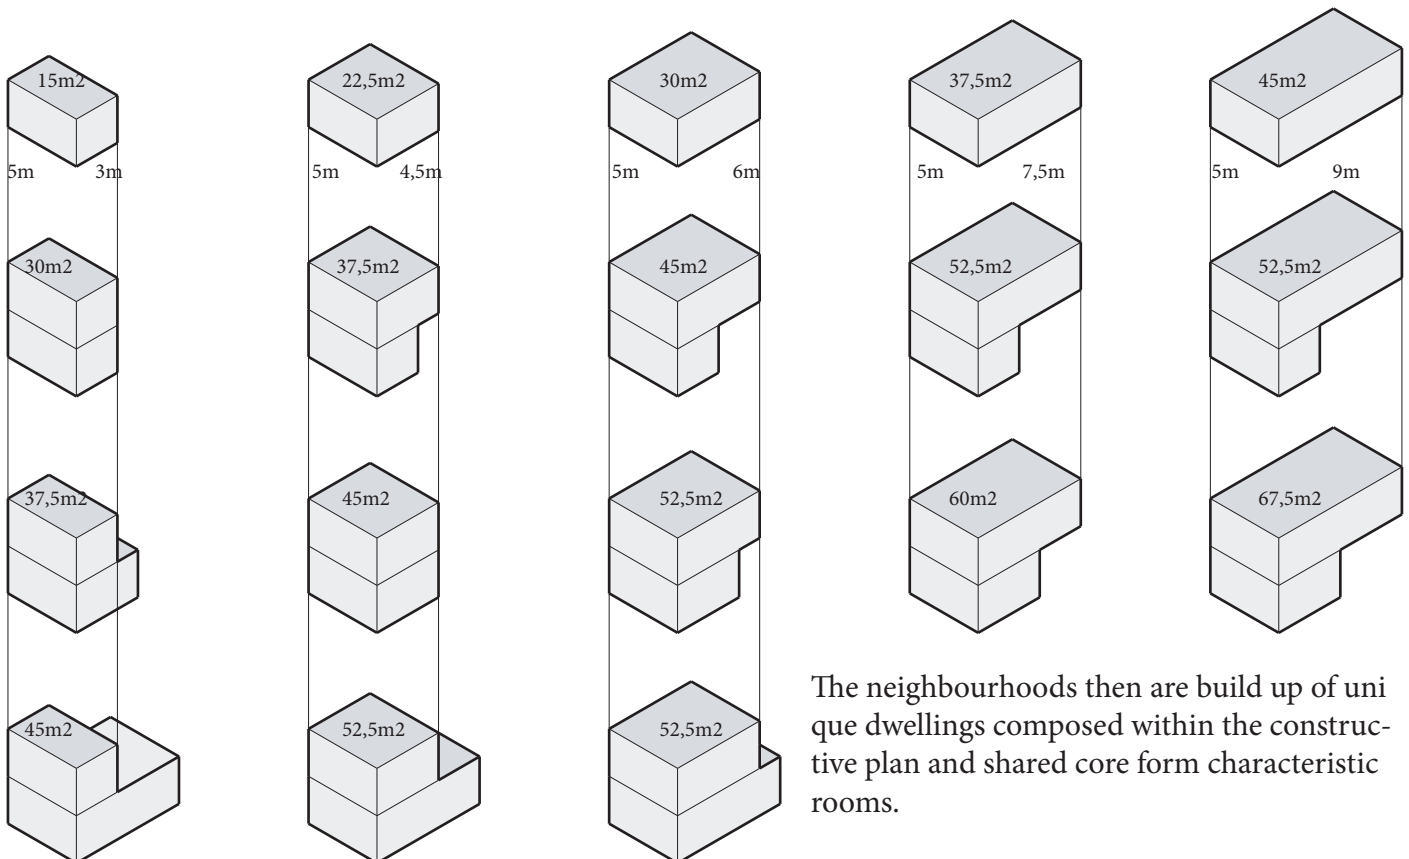 15m2
22,5m2
30m2
37,5m2
45m2
5m 3m
5m 4,5m
5m 6m
5m 7,5m
5m 9m
30m2
37,5m2
45m2
52,5m2
52,5m2
37,5m2
45m2
52,5m2
60m2
67,5m2
45m2
52,5m2
52,5m2
The neighbourhoods then are build up of uni
que dwellings composed within the construc-
tive plan and shared core form characteristic
rooms.